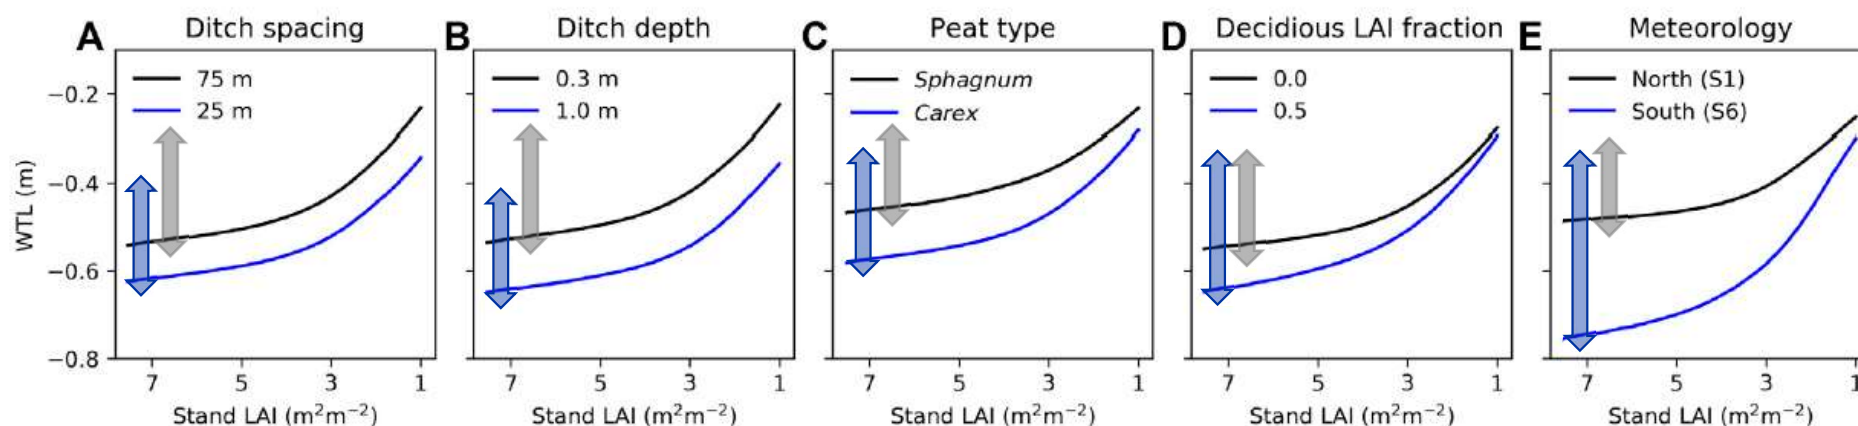 A Ditch spacing
75 m
25 m
−0.2
−0.4
−0.6
−0.8
WTL (m)
7 5 3 1
Stand LAI (m²m⁻²)
B Ditch depth
0.3 m
1.0 m
7 5 3 1
Stand LAI (m²m⁻²)
C Peat type
Sphagnum
Carex
7 5 3 1
Stand LAI (m²m⁻²)
D Decidious LAI fraction
0.0
0.5
7 5 3 1
Stand LAI (m²m⁻²)
E Meteorology
North (S1)
South (S6)
7 5 3 1
Stand LAI (m²m⁻²)